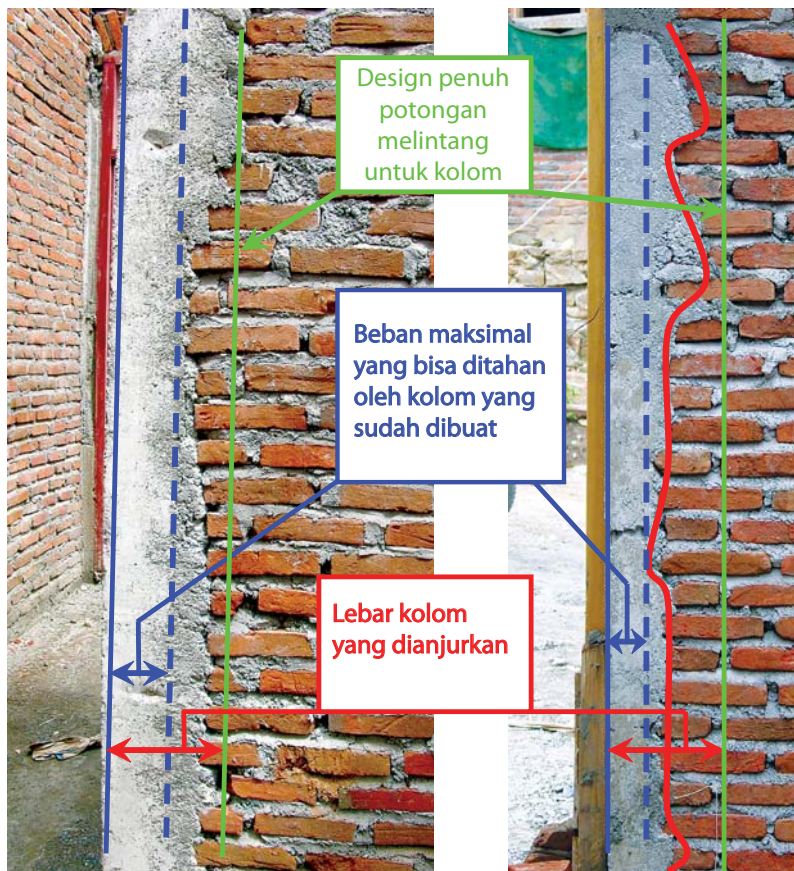 Design penuh
potongan
melintang
untuk kolom
Beban maksimal
yang bisa ditahan
oleh kolom yang
sudah dibuat
Lebar kolom
yang dianjurkan